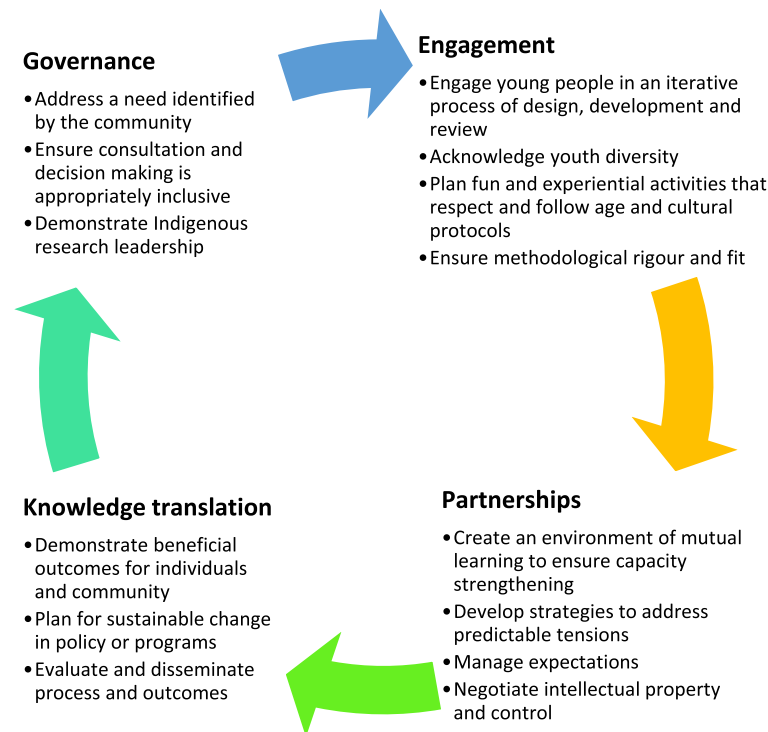 Governance
•Address a need identified
by the community
•Ensure consultation and
decision making is
appropriately inclusive
•Demonstrate Indigenous
research leadership
Engagement
•Engage young people in an iterative
process of design, development and
review
•Acknowledge youth diversity
•Plan fun and experiential activities that
respect and follow age and cultural
protocols
•Ensure methodological rigour and fit
Partnerships
•Create an environment of mutual
learning to ensure capacity
strengthening
•Develop strategies to address
predictable tensions
•Manage expectations
•Negotiate intellectual property
and control
Knowledge translation
•Demonstrate beneficial
outcomes for individuals
and community
•Plan for sustainable change
in policy or programs
•Evaluate and disseminate
process and outcomes